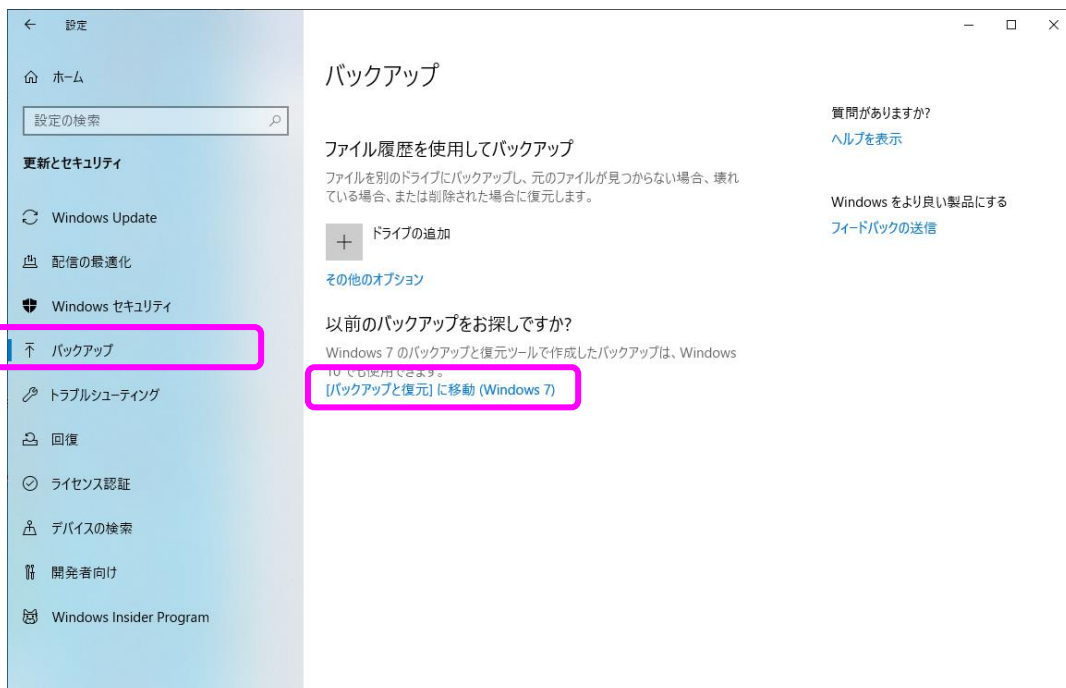 設定
ホーム
設定の検索
更新とセキュリティ
Windows Update
配信の最適化
Windows セキュリティ
バックアップ
トラブルシューティング
回復
ライセンス認証
デバイスの検索
開発者向け
Windows Insider Program
バックアップ
ファイル履歴を使用してバックアップ
ファイルを別のドライブにバックアップし、元のファイルが見つからない場合、壊れ
ている場合、または削除された場合に復元します。
ドライブの追加
その他のオプション
以前のバックアップをお探しですか?
Windows 7 のバックアップと復元ツールで作成したバックアップは、Windows
10 でも使用できます。
[バックアップと復元] に移動 (Windows 7)
質問がありますか?
ヘルプを表示
Windows をより良い製品にする
フィードバックの送信